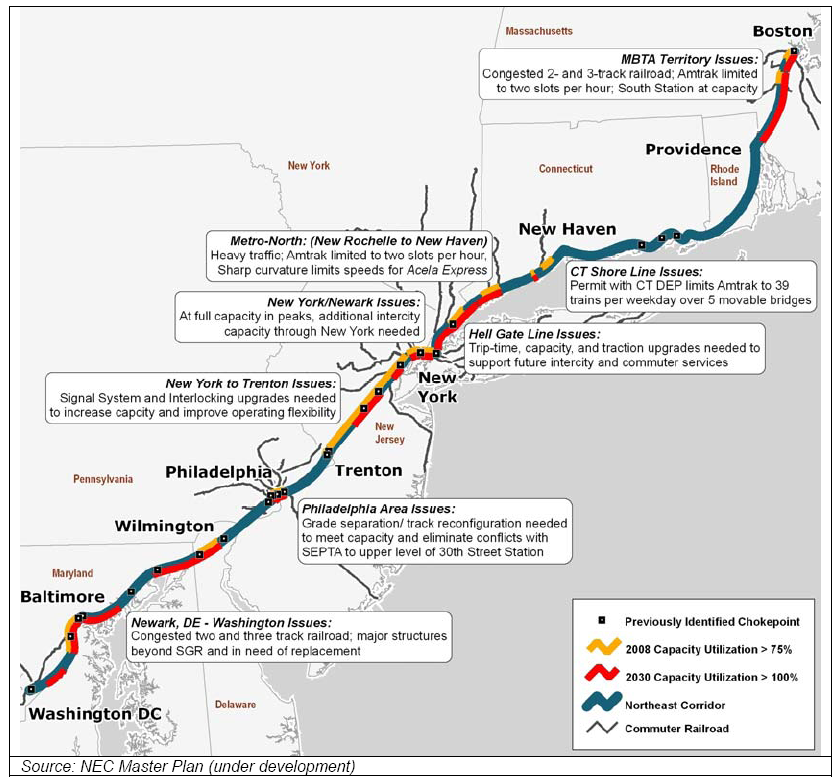 Boston
Massachusetts
MBTA Territory Issues:
Congested 2- and 3-track railroad; Amtrak limited
to two slots per hour; South Station at capacity
Providence
New York
Connecticut
Rhode
Island
New Haven
Metro-North: (New Rochelle to New Haven)
Heavy traffic; Amtrak limited to two slots per hour,
Sharp curvature limits speeds for Acela Express
CT Shore Line Issues:
Permit with CT DEP limits Amtrak to 39
trains per weekday over 5 movable bridges
New York/Newark Issues:
At full capacity in peaks, additional intercity
capacity through New York needed
Hell Gate Line Issues:
Trip-time, capacity, and traction upgrades needed to
support future intercity and commuter services
New
York
New York to Trenton Issues:
Signal System and Interlocking upgrades needed
to increase capcity and improve operating flexibility
New
Jersey
Philadelphia
Trenton
Pennsylvania
Philadelphia Area Issues:
Grade separation/ track reconfiguration needed
to meet capacity and eliminate conflicts with
SEPTA to upper level of 30th Street Station
Wilmington
Maryland
Baltimore
Newark, DE - Washington Issues:
Congested two and three track railroad; major structures
beyond SGR and in need of replacement
Washington DC
Delaware
Previously Identified Chokepoint
2008 Capacity Utilization > 75%
2030 Capacity Utilization > 100%
Northeast Corridor
Commuter Railroad
Source: NEC Master Plan (under development)